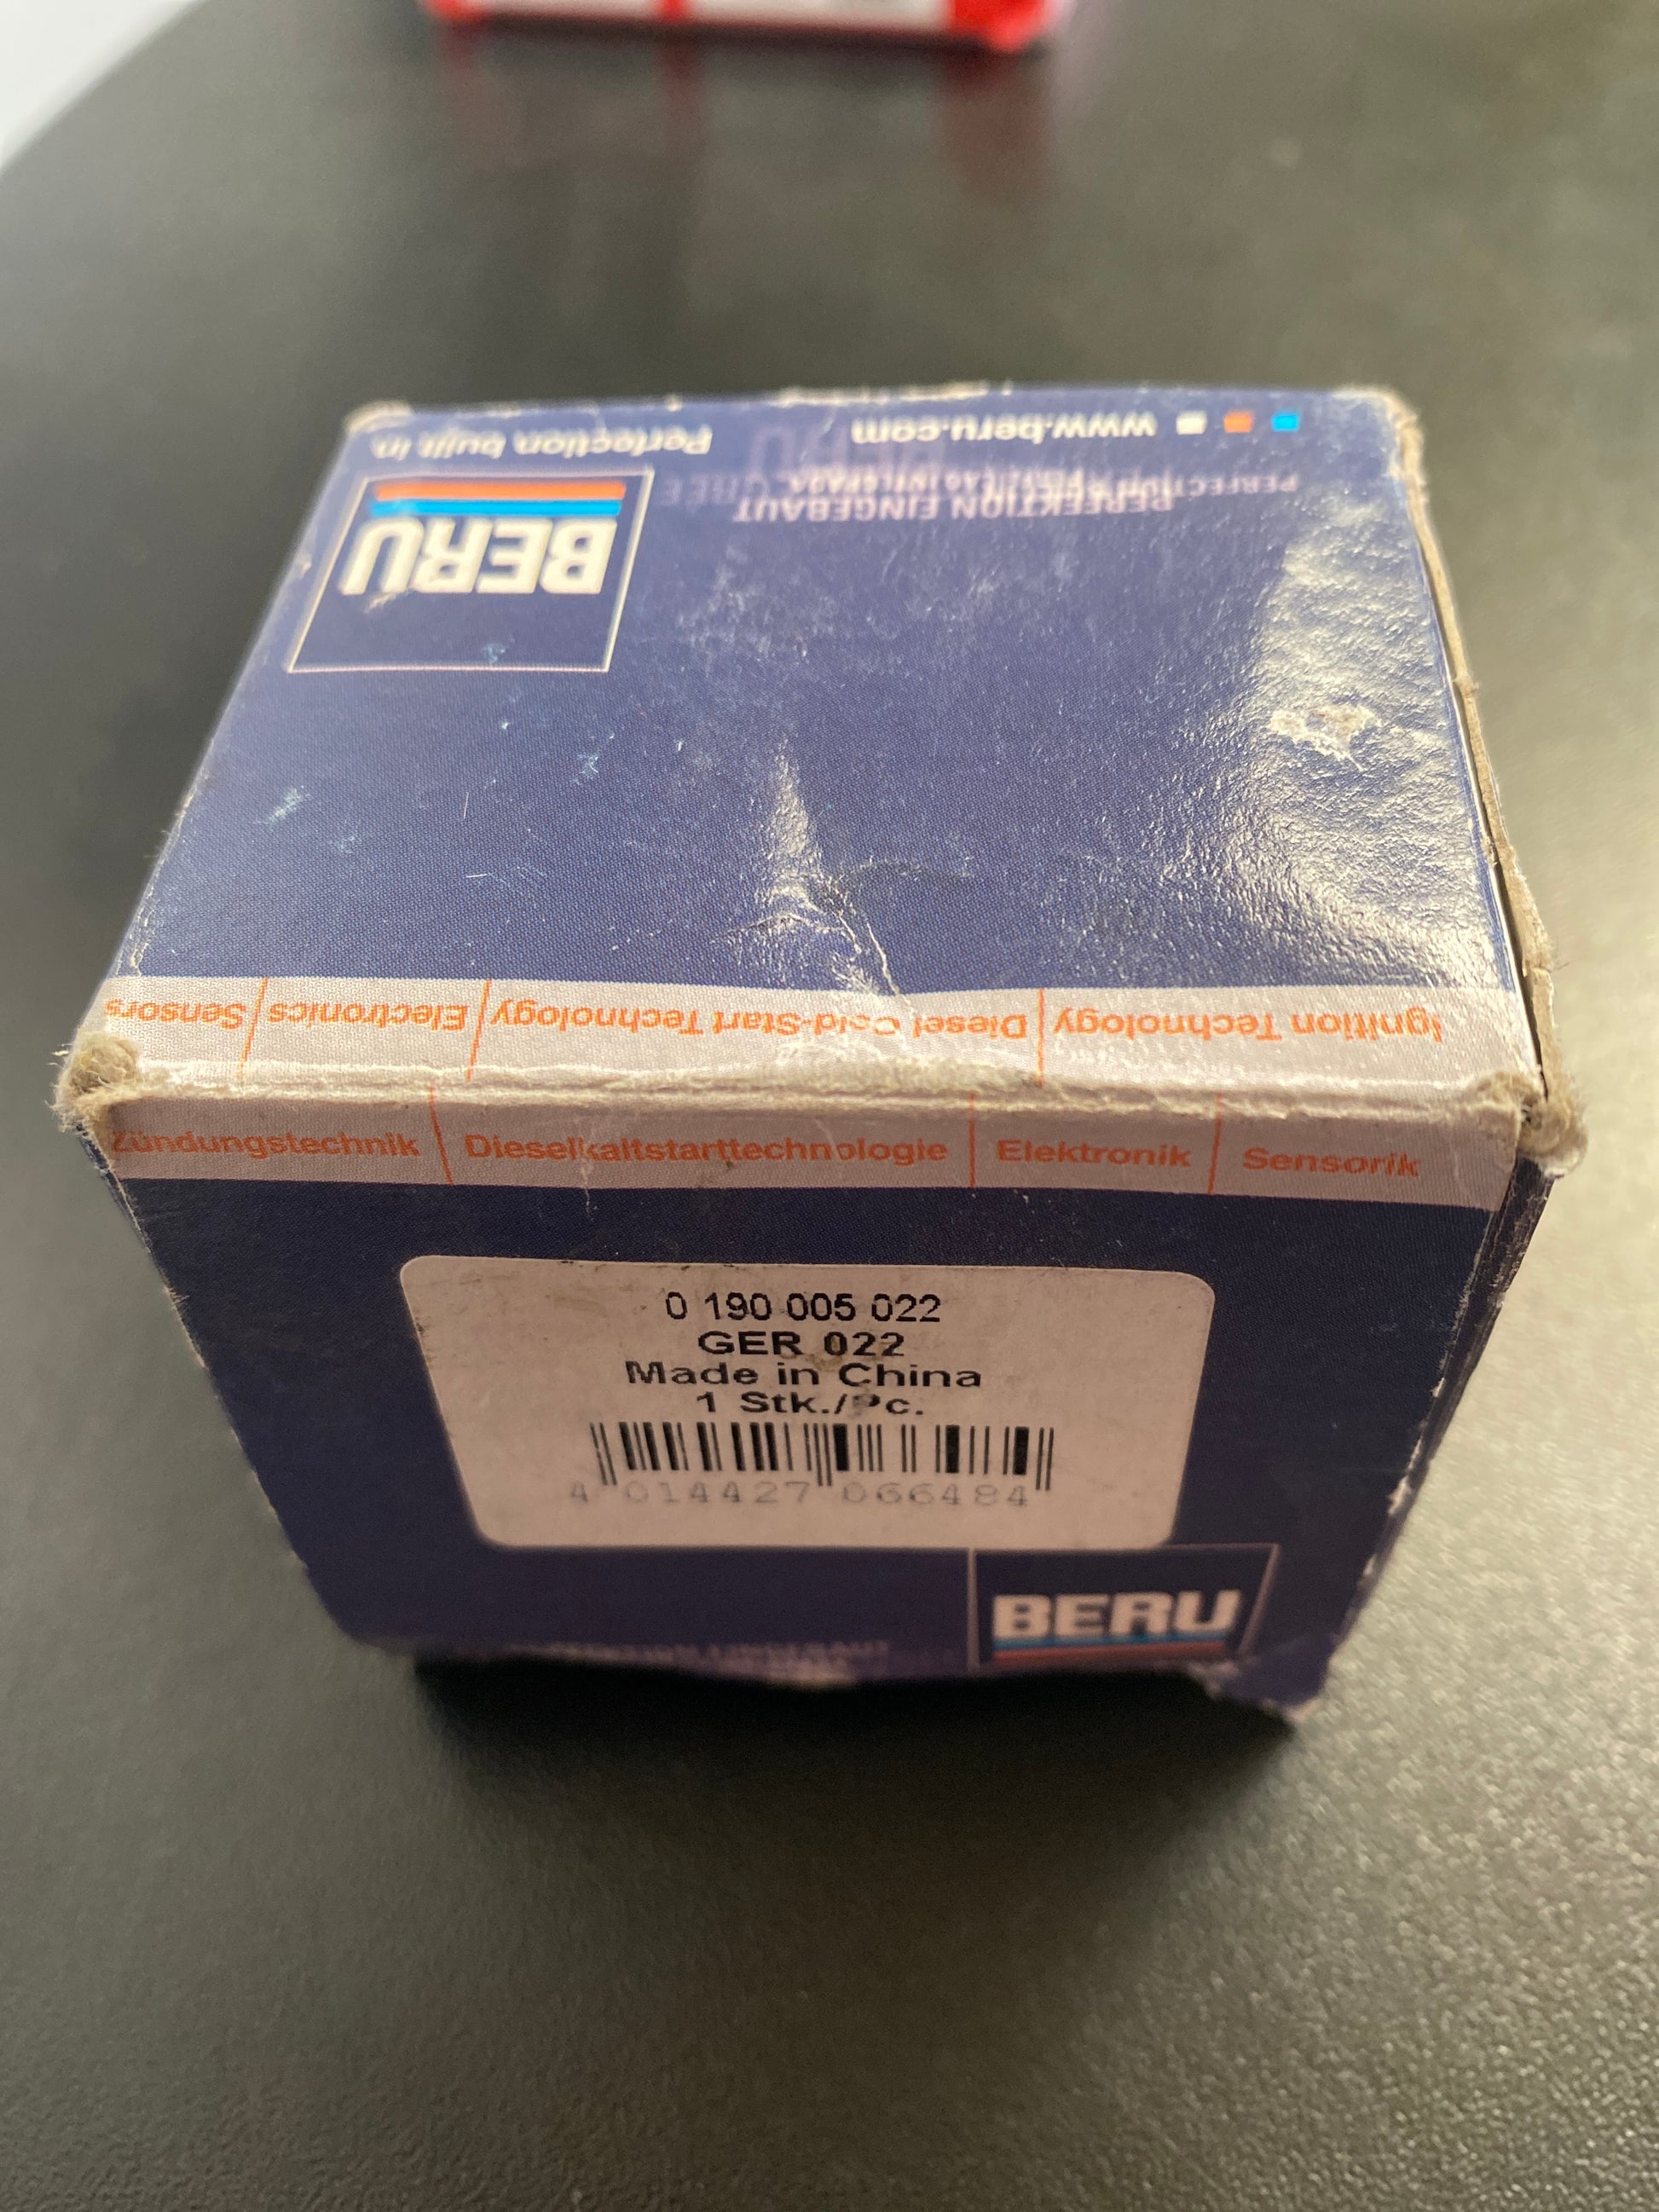 www.beru.com
Perfection built in
PERFEKTION EINGEBAUT
BERU
Ignition Technology
Diesel Cold-Start Technology
Electronics
Sensors
Zündungstechnik
Dieselkaltstarttechnologie
Elektronik
Sensorik
0 190 005 022
GER 022
Made in China
1 Stk./Pc.
4 014427 066484
BERU